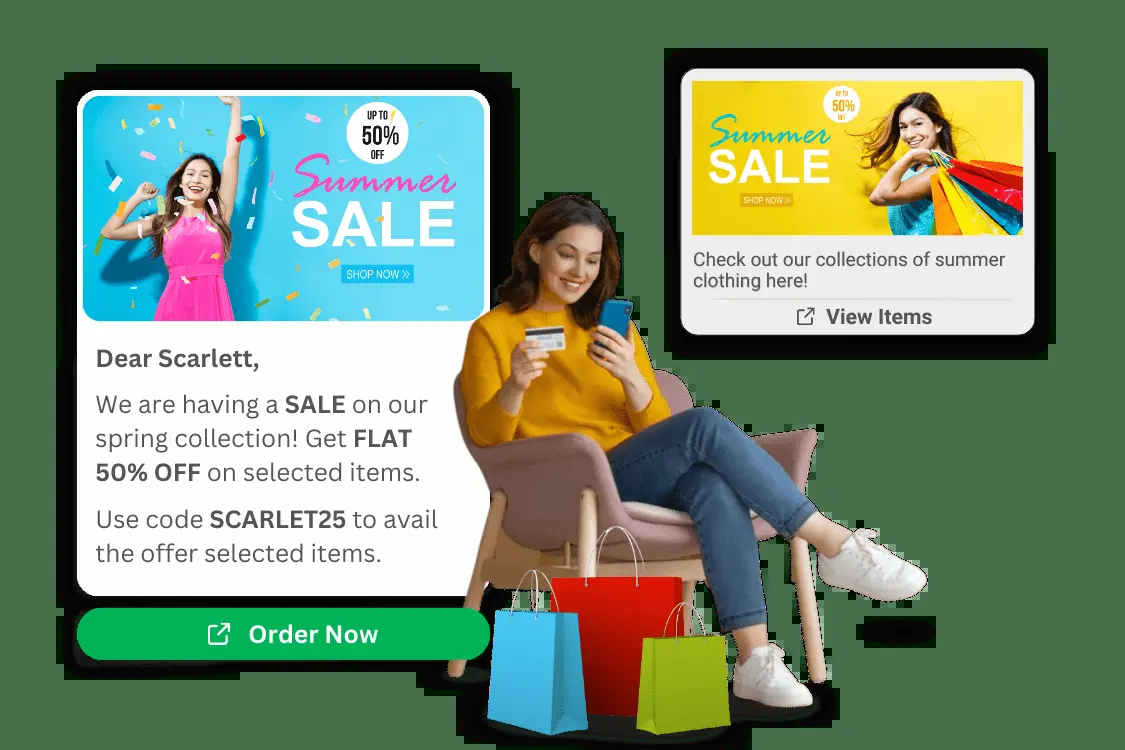 UP TO
50%
OFF
Summer
SALE
SHOP NOW
Dear Scarlett,
We are having a SALE on our
spring collection! Get FLAT
50% OFF on selected items.
Use code SCARLET25 to avail
the offer selected items.
Order Now
UP TO
50%
OFF
Summer
SALE
SHOP NOW
Check out our collections of summer
clothing here!
View Items